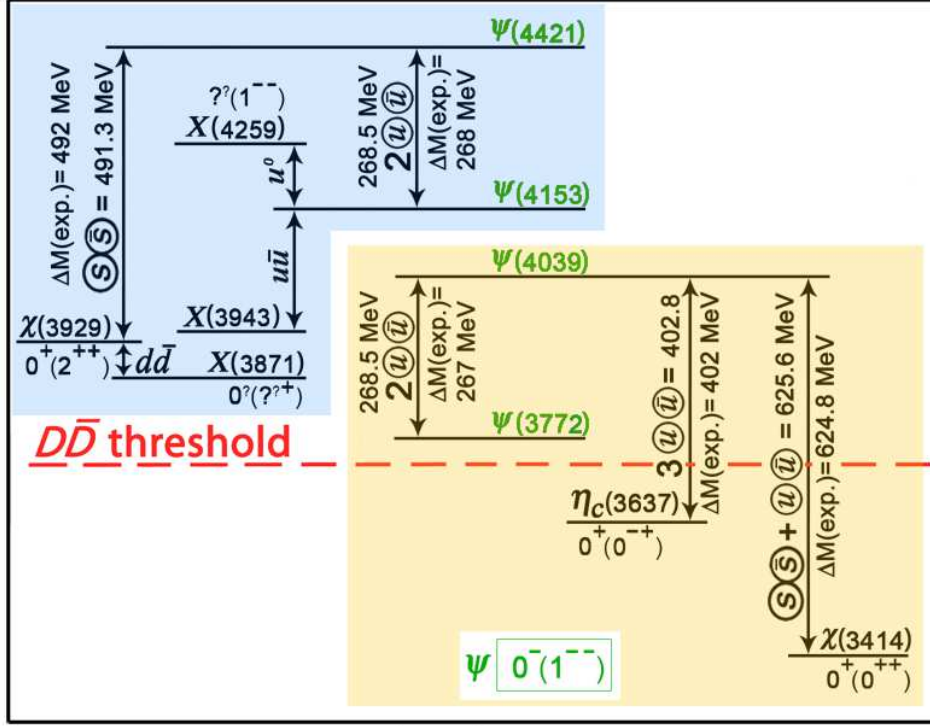 ψ(4421)
ΔM(exp.)= 492 MeV
ⓢⓢ̄ = 491.3 MeV
?^?(1^{--})
X(4259)
u^0
268.5 MeV
2ⓤⓤ̄
ΔM(exp.)=
268 MeV
ψ(4153)
uū
χ(3929)
0^+(2^{++})
dd̄
X(3943)
X(3871)
0^?(?^{?+})
ψ(4039)
268.5 MeV
2ⓤⓤ̄
ΔM(exp.)=
267 MeV
ψ(3772)
3ⓤⓤ̄= 402.8
ΔM(exp.)= 402 MeV
ⓢⓢ̄+ⓤⓤ̄ = 625.6 MeV
ΔM(exp.)= 624.8 MeV
DD̄ threshold
η_c(3637)
0^+(0^{-+})
χ(3414)
0^+(0^{++})
ψ 0^-(1^{--})